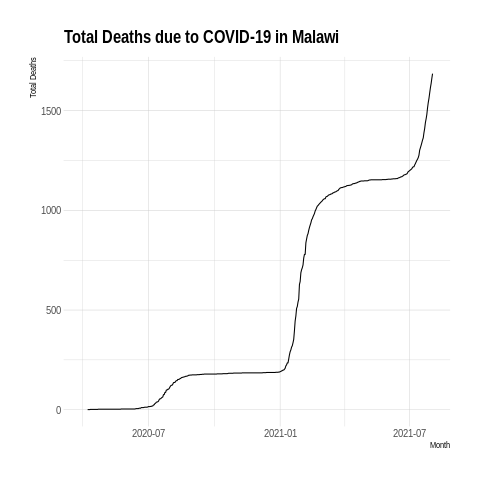 Total Deaths due to COVID-19 in Malawi
Total Deaths
1500
1000
500
0
2020-07
2021-01
2021-07
Month